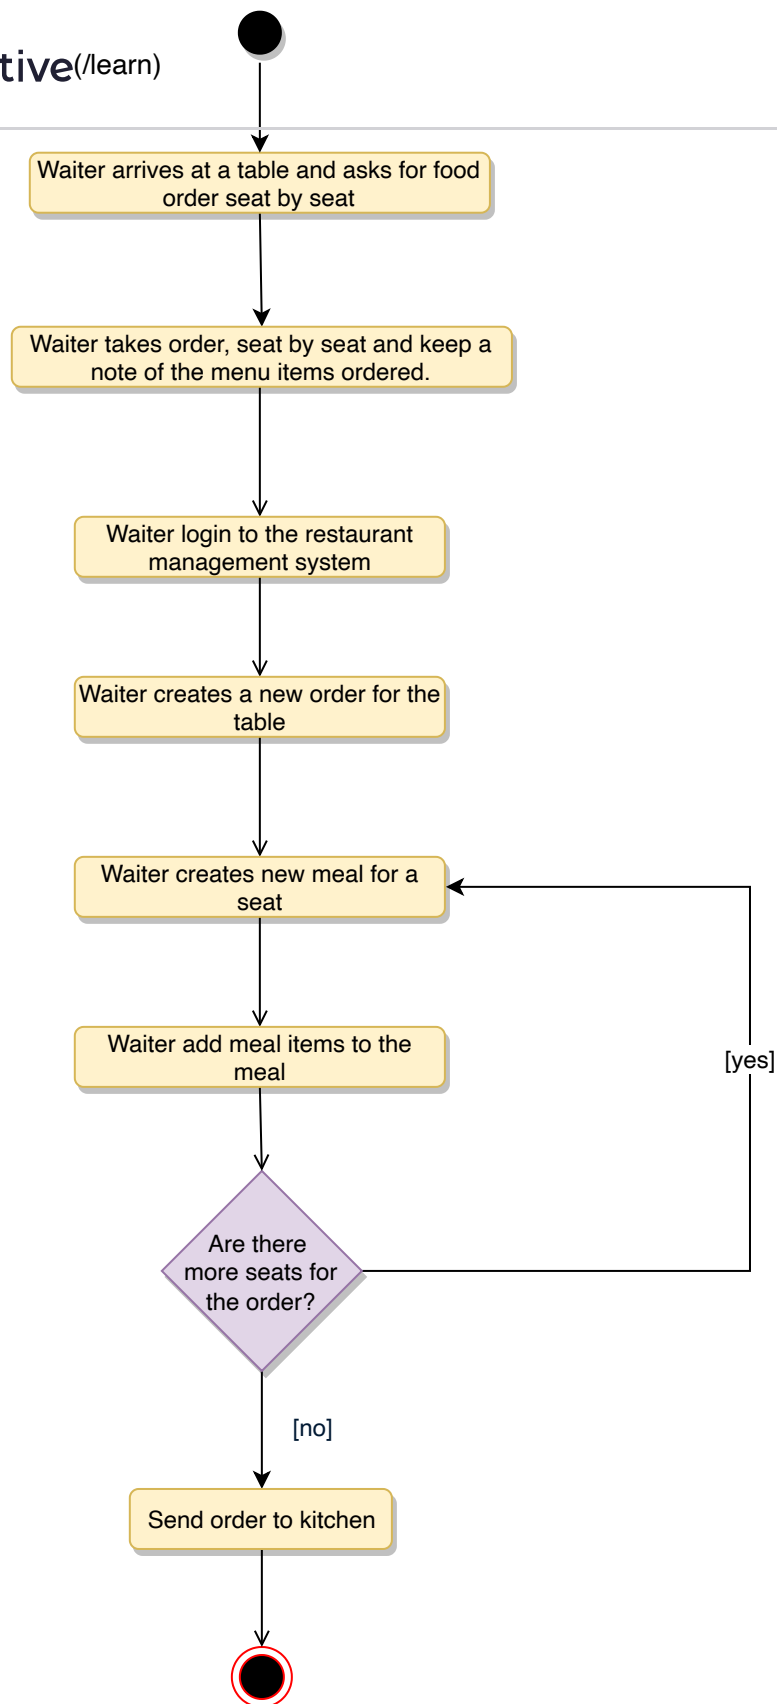 tive(/learn)
Waiter arrives at a table and asks for food
order seat by seat
Waiter takes order, seat by seat and keep a
note of the menu items ordered.
Waiter login to the restaurant
management system
Waiter creates a new order for the
table
Waiter creates new meal for a
seat
Waiter add meal items to the
meal
[yes]
Are there
more seats for
the order?
[no]
Send order to kitchen